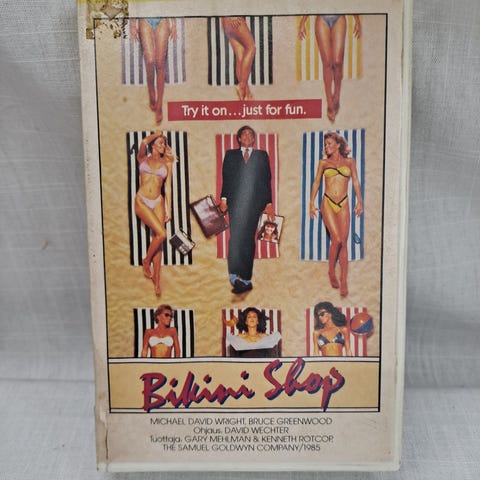 Try it on...just for fun.
Bikini Shop
MICHAEL DAVID WRIGHT, BRUCE GREENWOOD
Ohjaus: DAVID WECHTER
Tuottaja: GARY MEHLMAN & KENNETH ROTCOP,
THE SAMUEL GOLDWYN COMPANY/1985